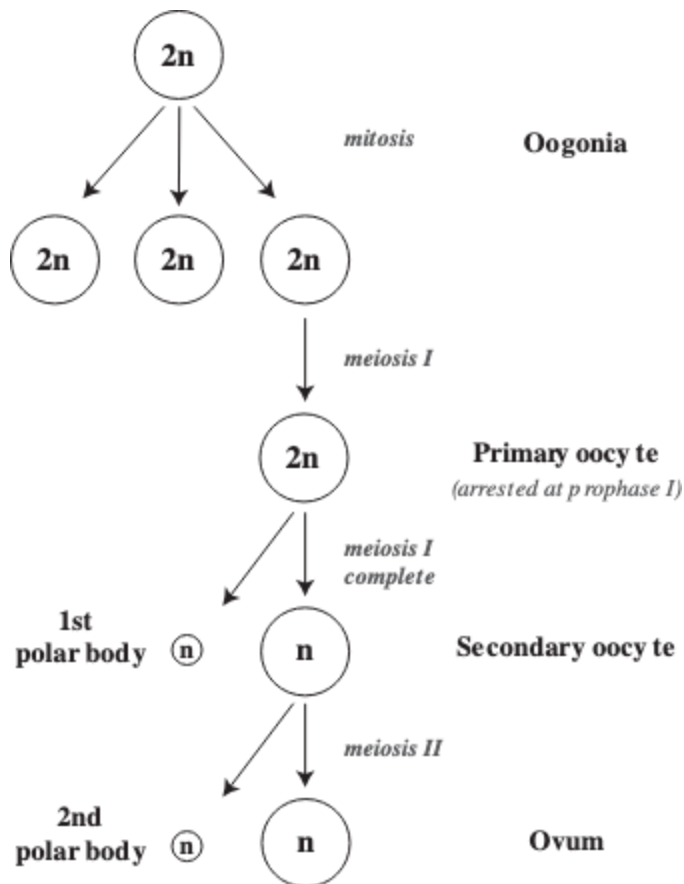 2n
mitosis
Oogonia
2n 2n 2n
meiosis I
2n
Primary oocyte
(arrested at prophase I)
meiosis I
complete
1st
polar body
n
n
Secondary oocyte
meiosis II
2nd
polar body
n
n
Ovum